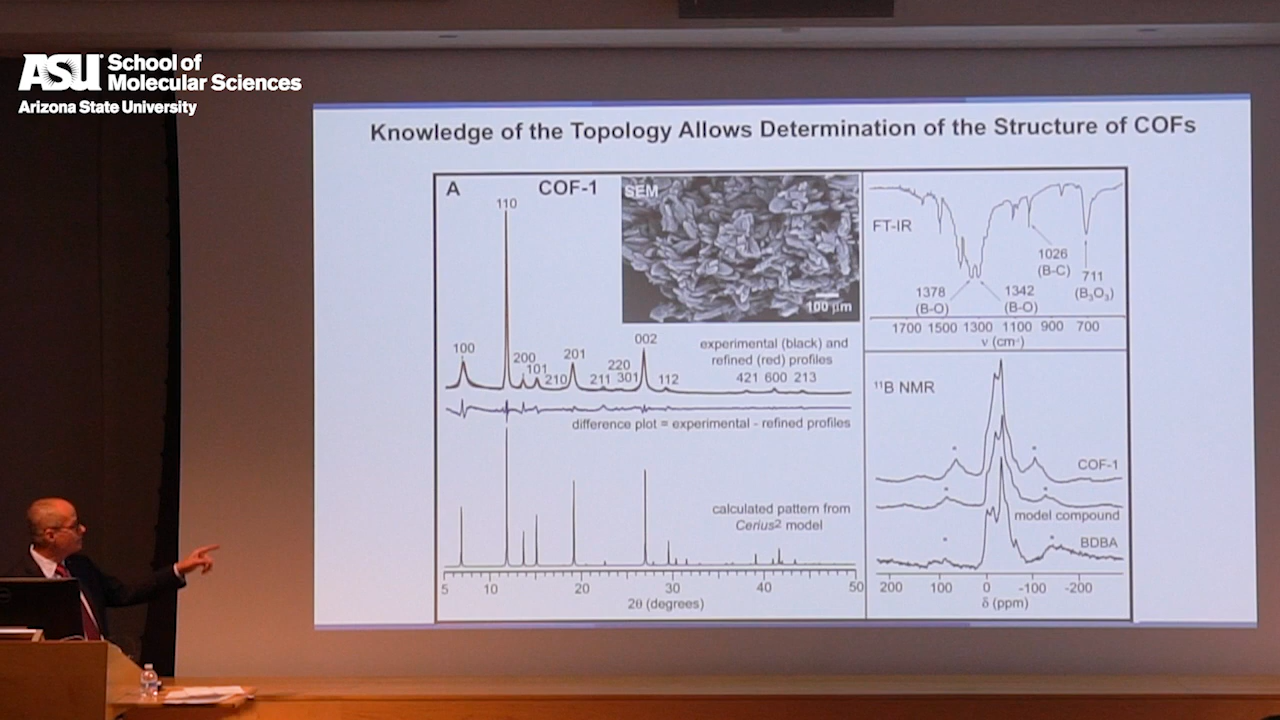 ASU School of
Molecular Sciences
Arizona State University
Knowledge of the Topology Allows Determination of the Structure of COFs
A
COF-1
SEM
100 μm
110
100
200
101
210
201
211
220
301
002
112
experimental (black) and
refined (red) profiles
421 600 213
difference plot = experimental - refined profiles
calculated pattern from
Cerius² model
5 10 20 30 40 50
2θ (degrees)
FT-IR
1026
(B-C)
711
(B₃O₃)
1378
(B-O)
1342
(B-O)
1700 1500 1300 1100 900 700
ν (cm⁻¹)
¹¹B NMR
COF-1
model compound
BDBA
200 100 0 -100 -200
δ (ppm)